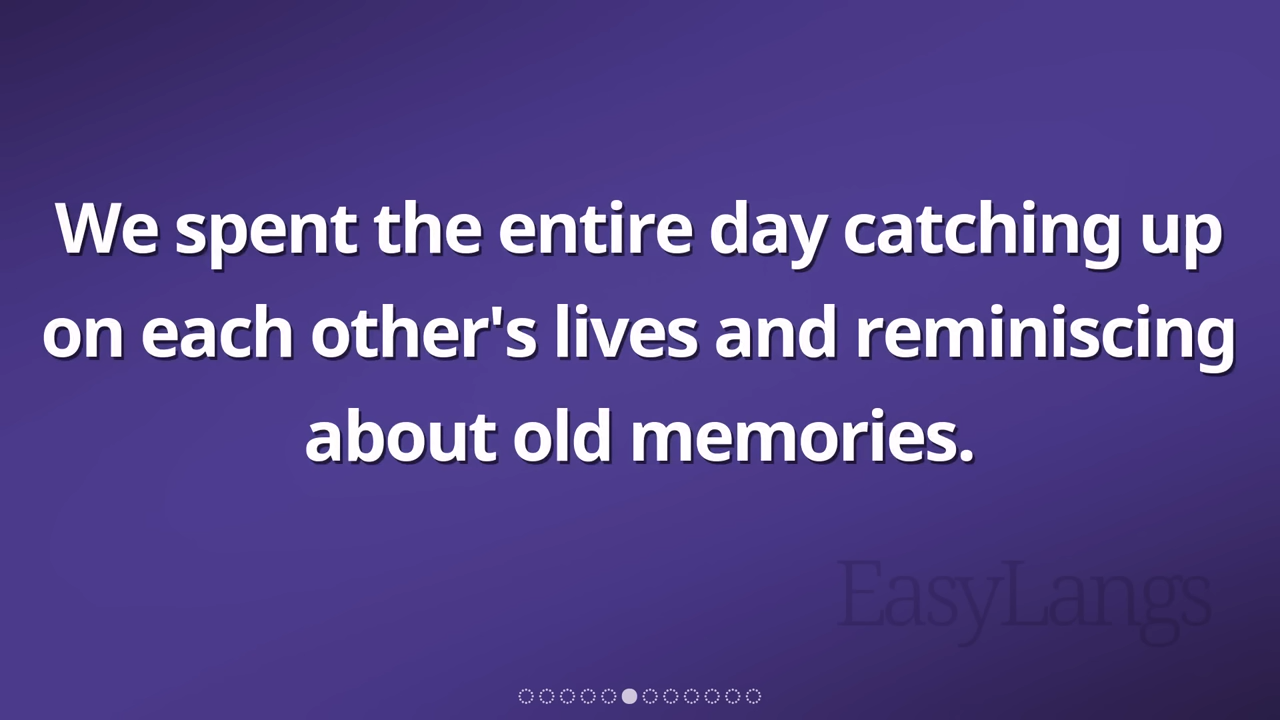 We spent the entire day catching up
on each other's lives and reminiscing
about old memories.
EasyLangs